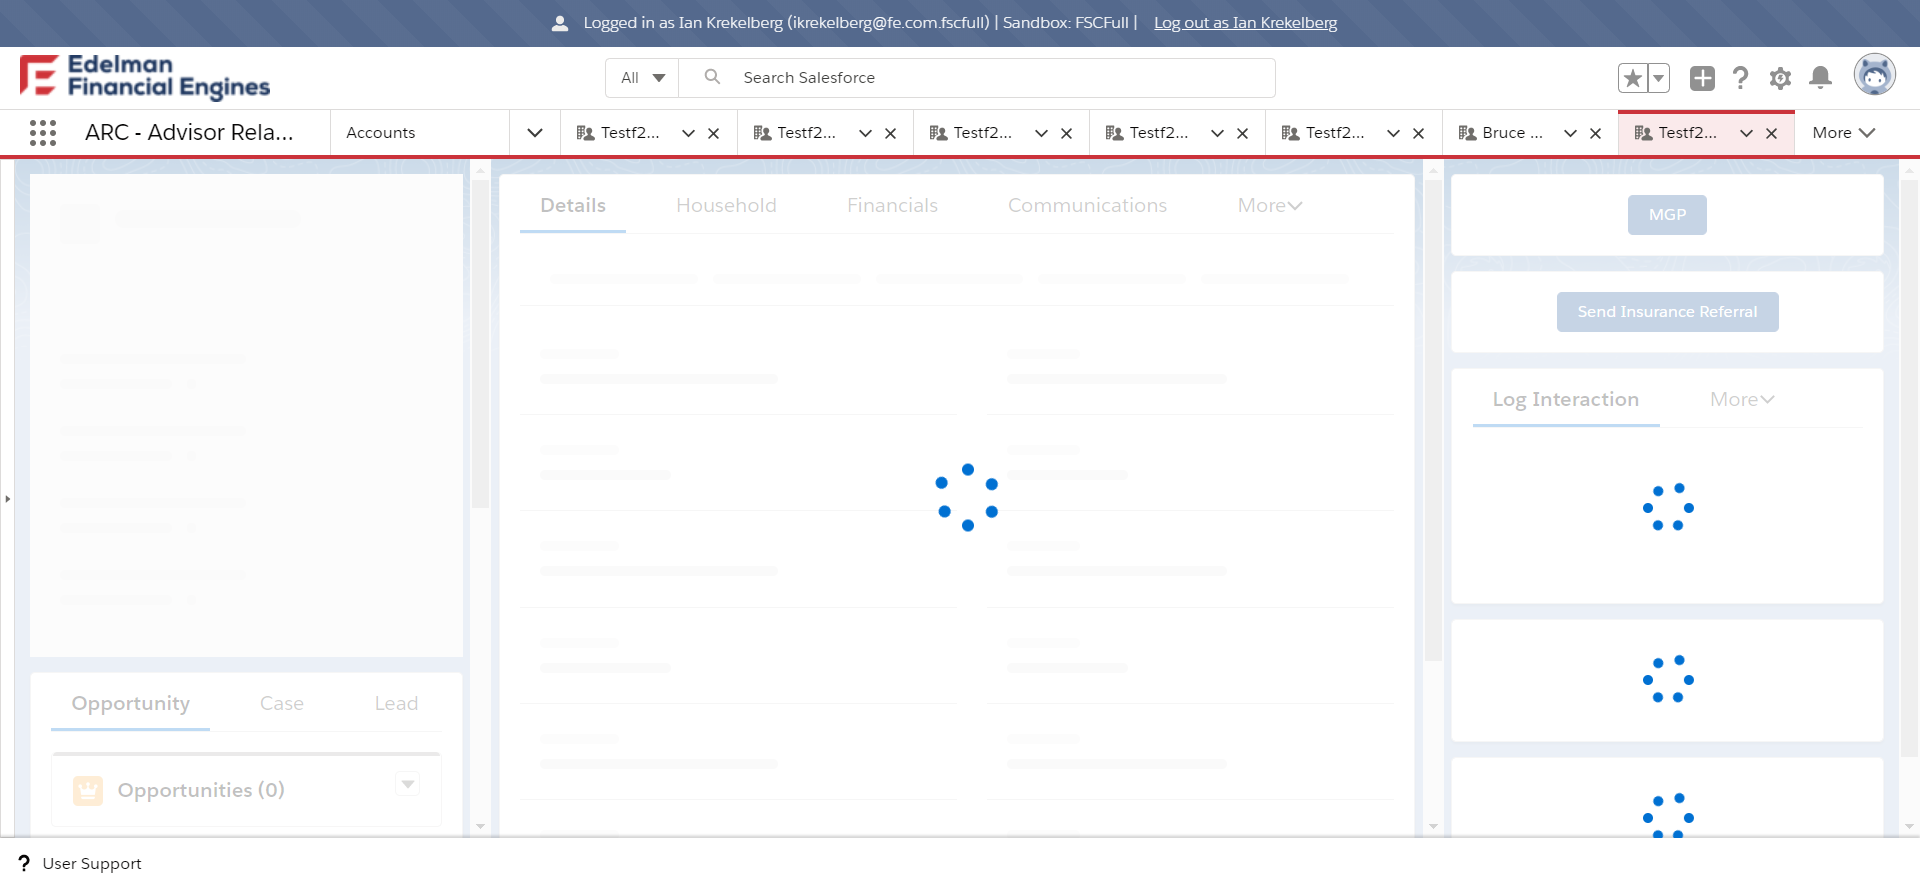 Logged in as Ian Krekelberg (ikrekelberg@fe.com.fscfull) | Sandbox: FSCFull | Log out as Ian Krekelberg
Edelman
Financial Engines
All Search Salesforce
ARC - Advisor Rela... Accounts Testf2... Testf2... Testf2... Testf2... Testf2... Bruce ... Testf2... More
Details Household Financials Communications More
MGP
Send Insurance Referral
Log Interaction More
Opportunity Case Lead
Opportunities (0)
? User Support